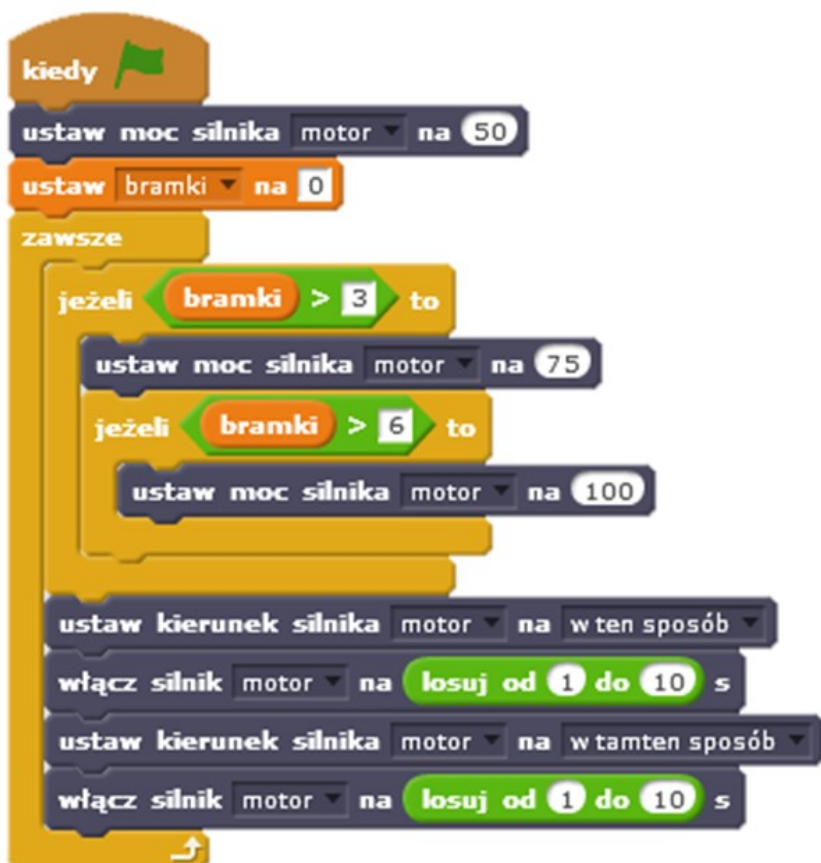 kiedy
ustaw moc silnika motor na 50
ustaw bramki na 0
zawsze
jeżeli bramki > 3 to
ustaw moc silnika motor na 75
jeżeli bramki > 6 to
ustaw moc silnika motor na 100
ustaw kierunek silnika motor na w ten sposób
włącz silnik motor na losuj od 1 do 10 s
ustaw kierunek silnika motor na w tamten sposób
włącz silnik motor na losuj od 1 do 10 s